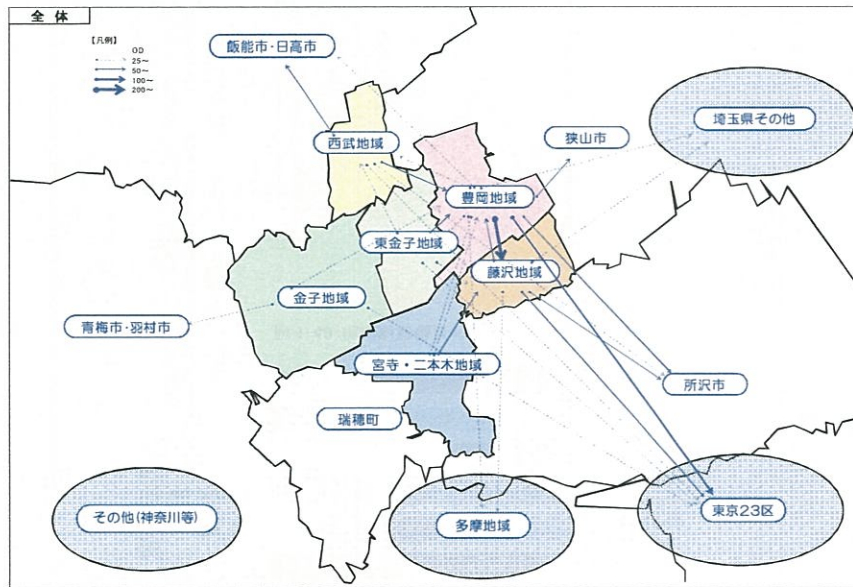 全体
【凡例】
OD
25～
50～
100～
200～
飯能市・日高市
埼玉県その他
西武地域
狭山市
豊岡地域
東金子地域
藤沢地域
金子地域
青梅市・羽村市
宮寺・二本木地域
所沢市
瑞穂町
その他(神奈川等)
多摩地域
東京23区